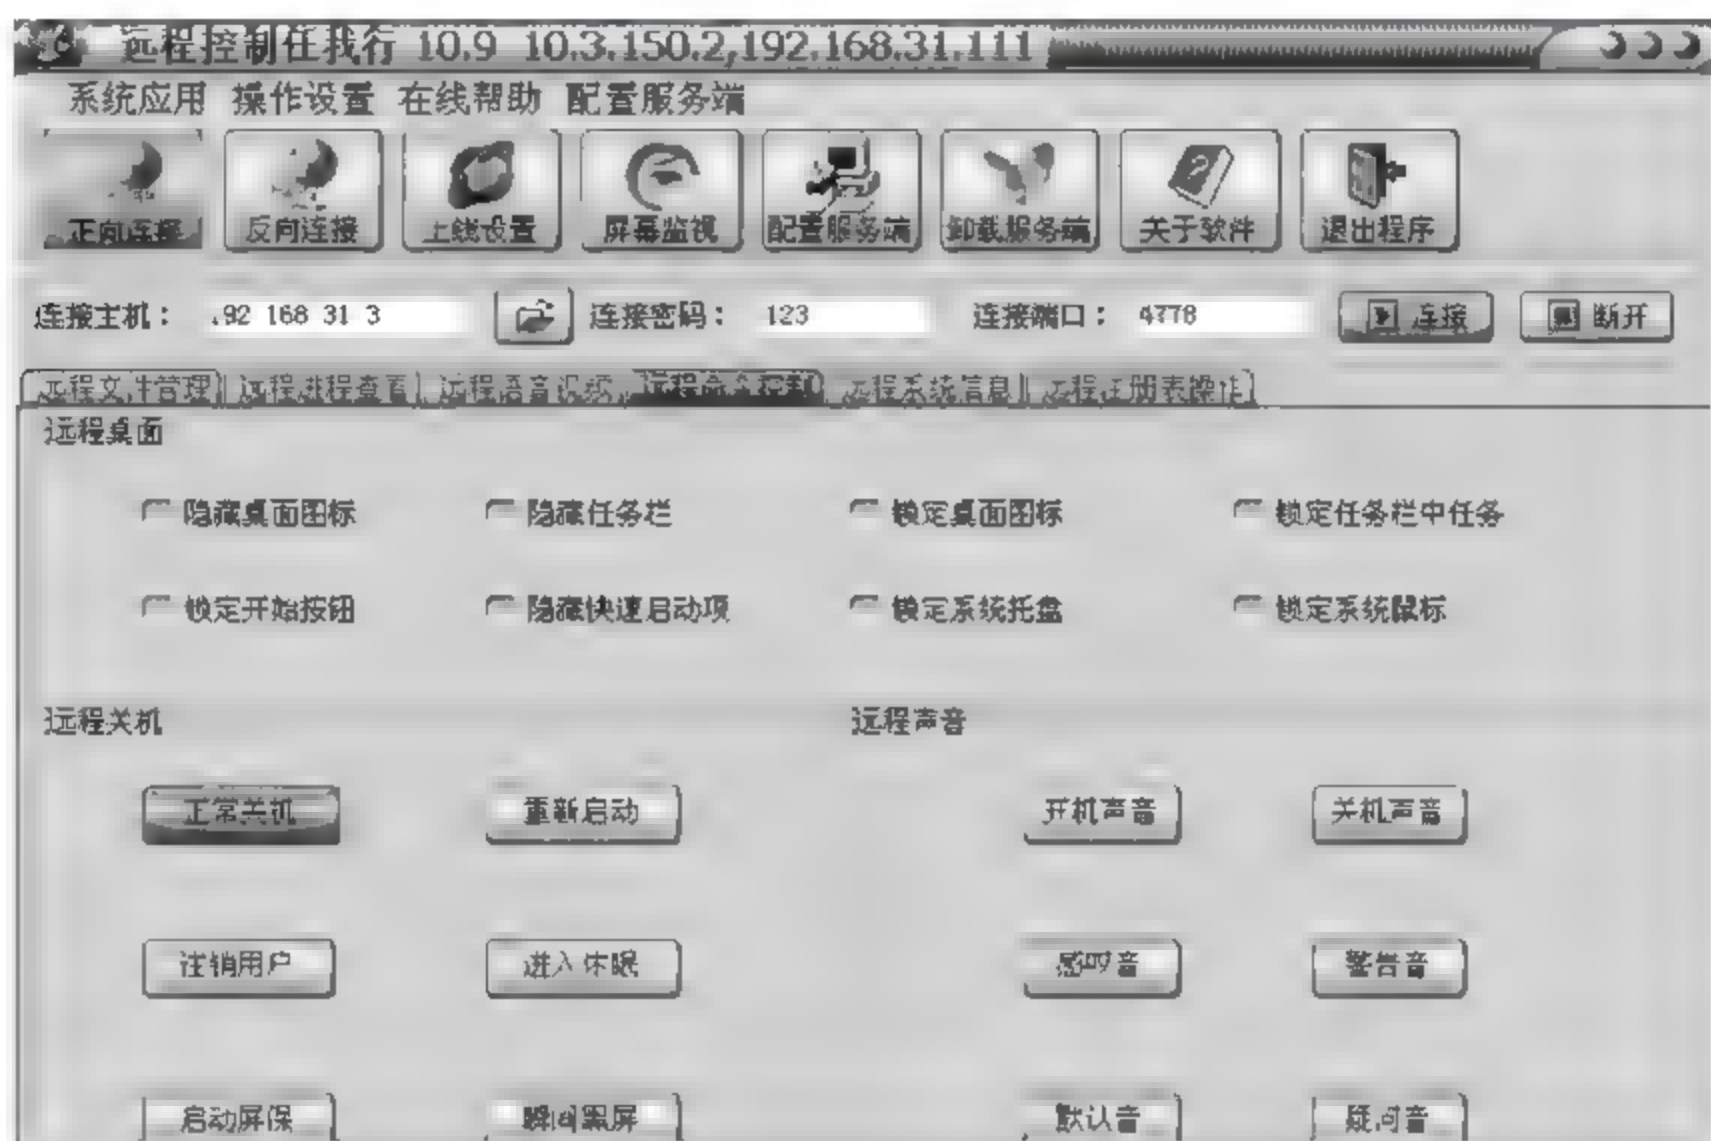 远程控制任我行 10.9 10.3.150.2,192.168.31.111
系统应用 操作设置 在线帮助 配置服务端
正向连接 反向连接 上线设置 屏幕监视 配置服务端 卸载服务端 关于软件 退出程序
连接主机： .92 168 31 3 连接密码： 123 连接端口： 4778 连接 断开
远程文件管理 远程进程查看 远程语音视频 远程命令控制 远程系统信息 远程注册表操作
远程桌面
隐藏桌面图标 隐藏任务栏 锁定桌面图标 锁定任务栏中任务
锁定开始按钮 隐藏快速启动项 锁定系统托盘 锁定系统鼠标
远程关机 远程声音
正常关机 重新启动 开机声音 关机声音
注销用户 进入休眠 感叹音 警告音
启动屏保 瞬间黑屏 默认音 疑问音